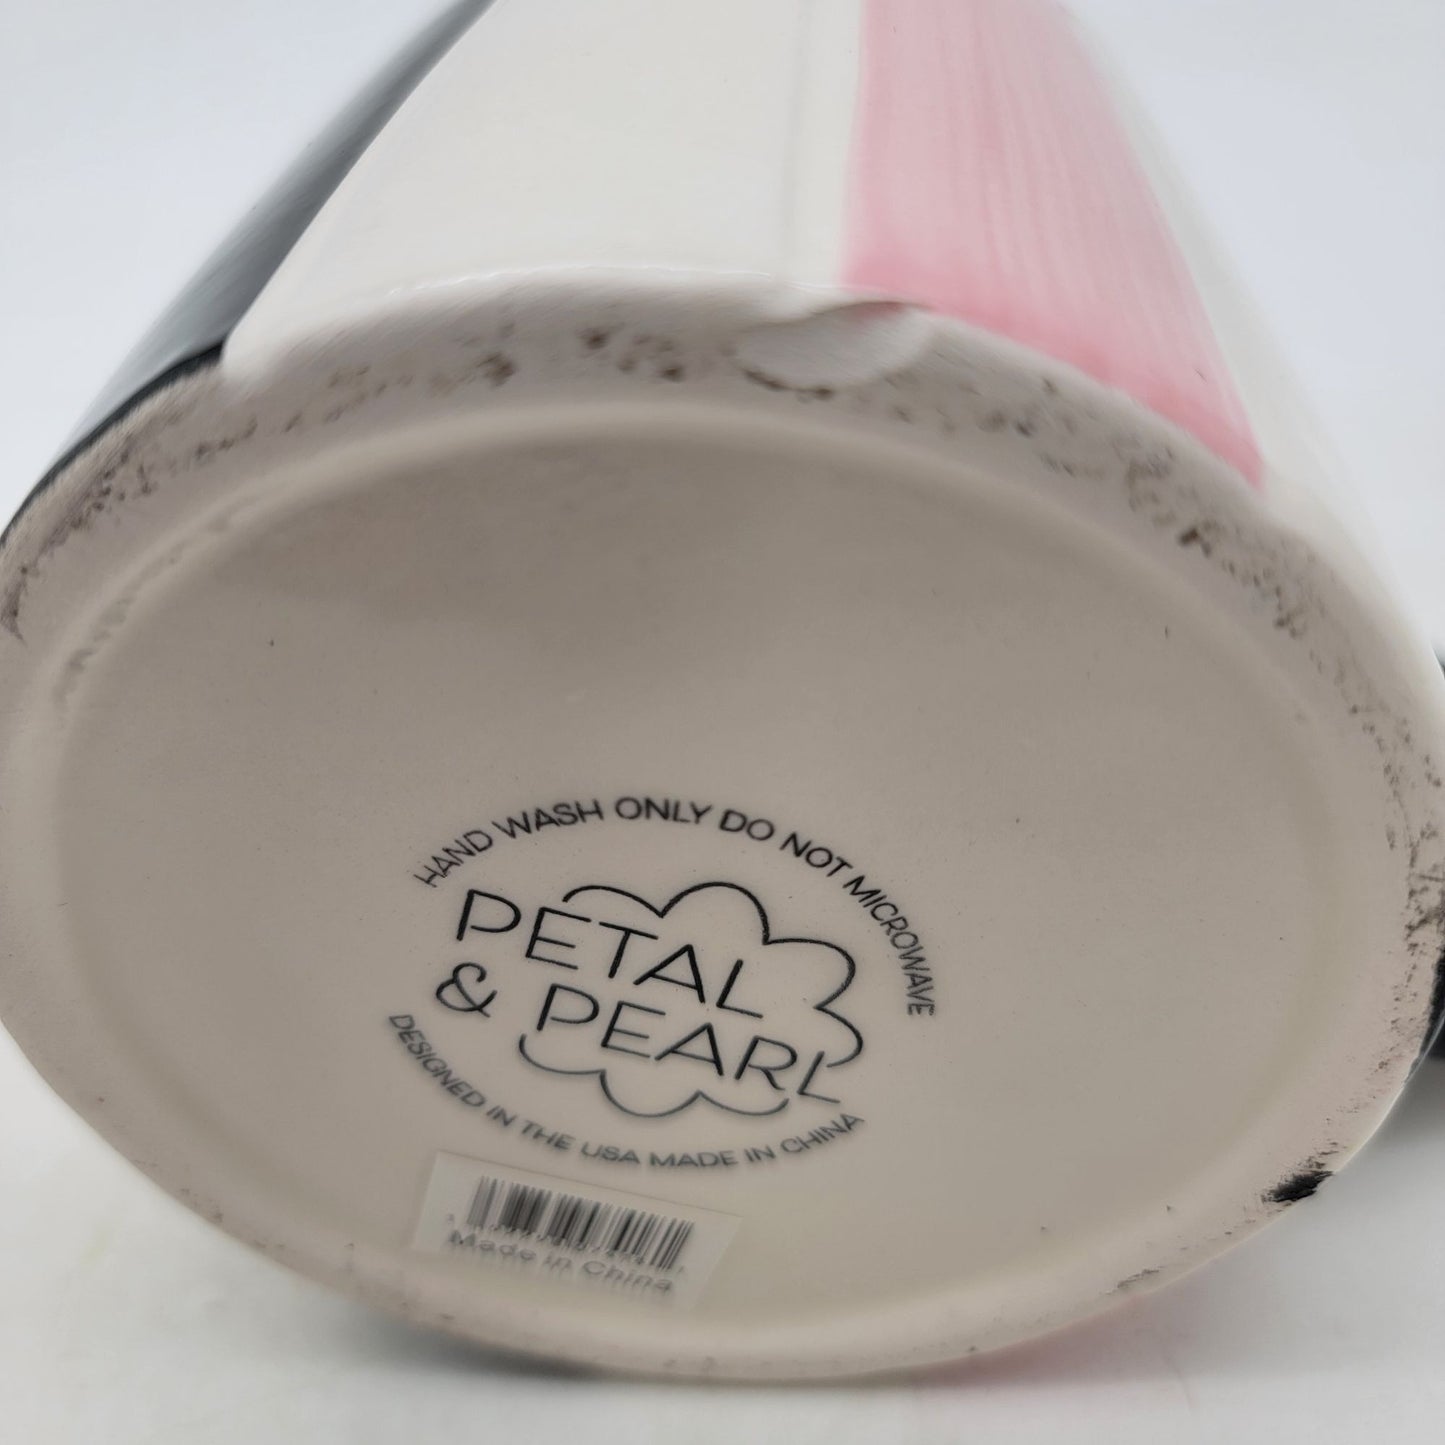 HAND WASH ONLY DO NOT MICROWAVE
PETAL
& PEARL
DESIGNED IN THE USA MADE IN CHINA
Made in China